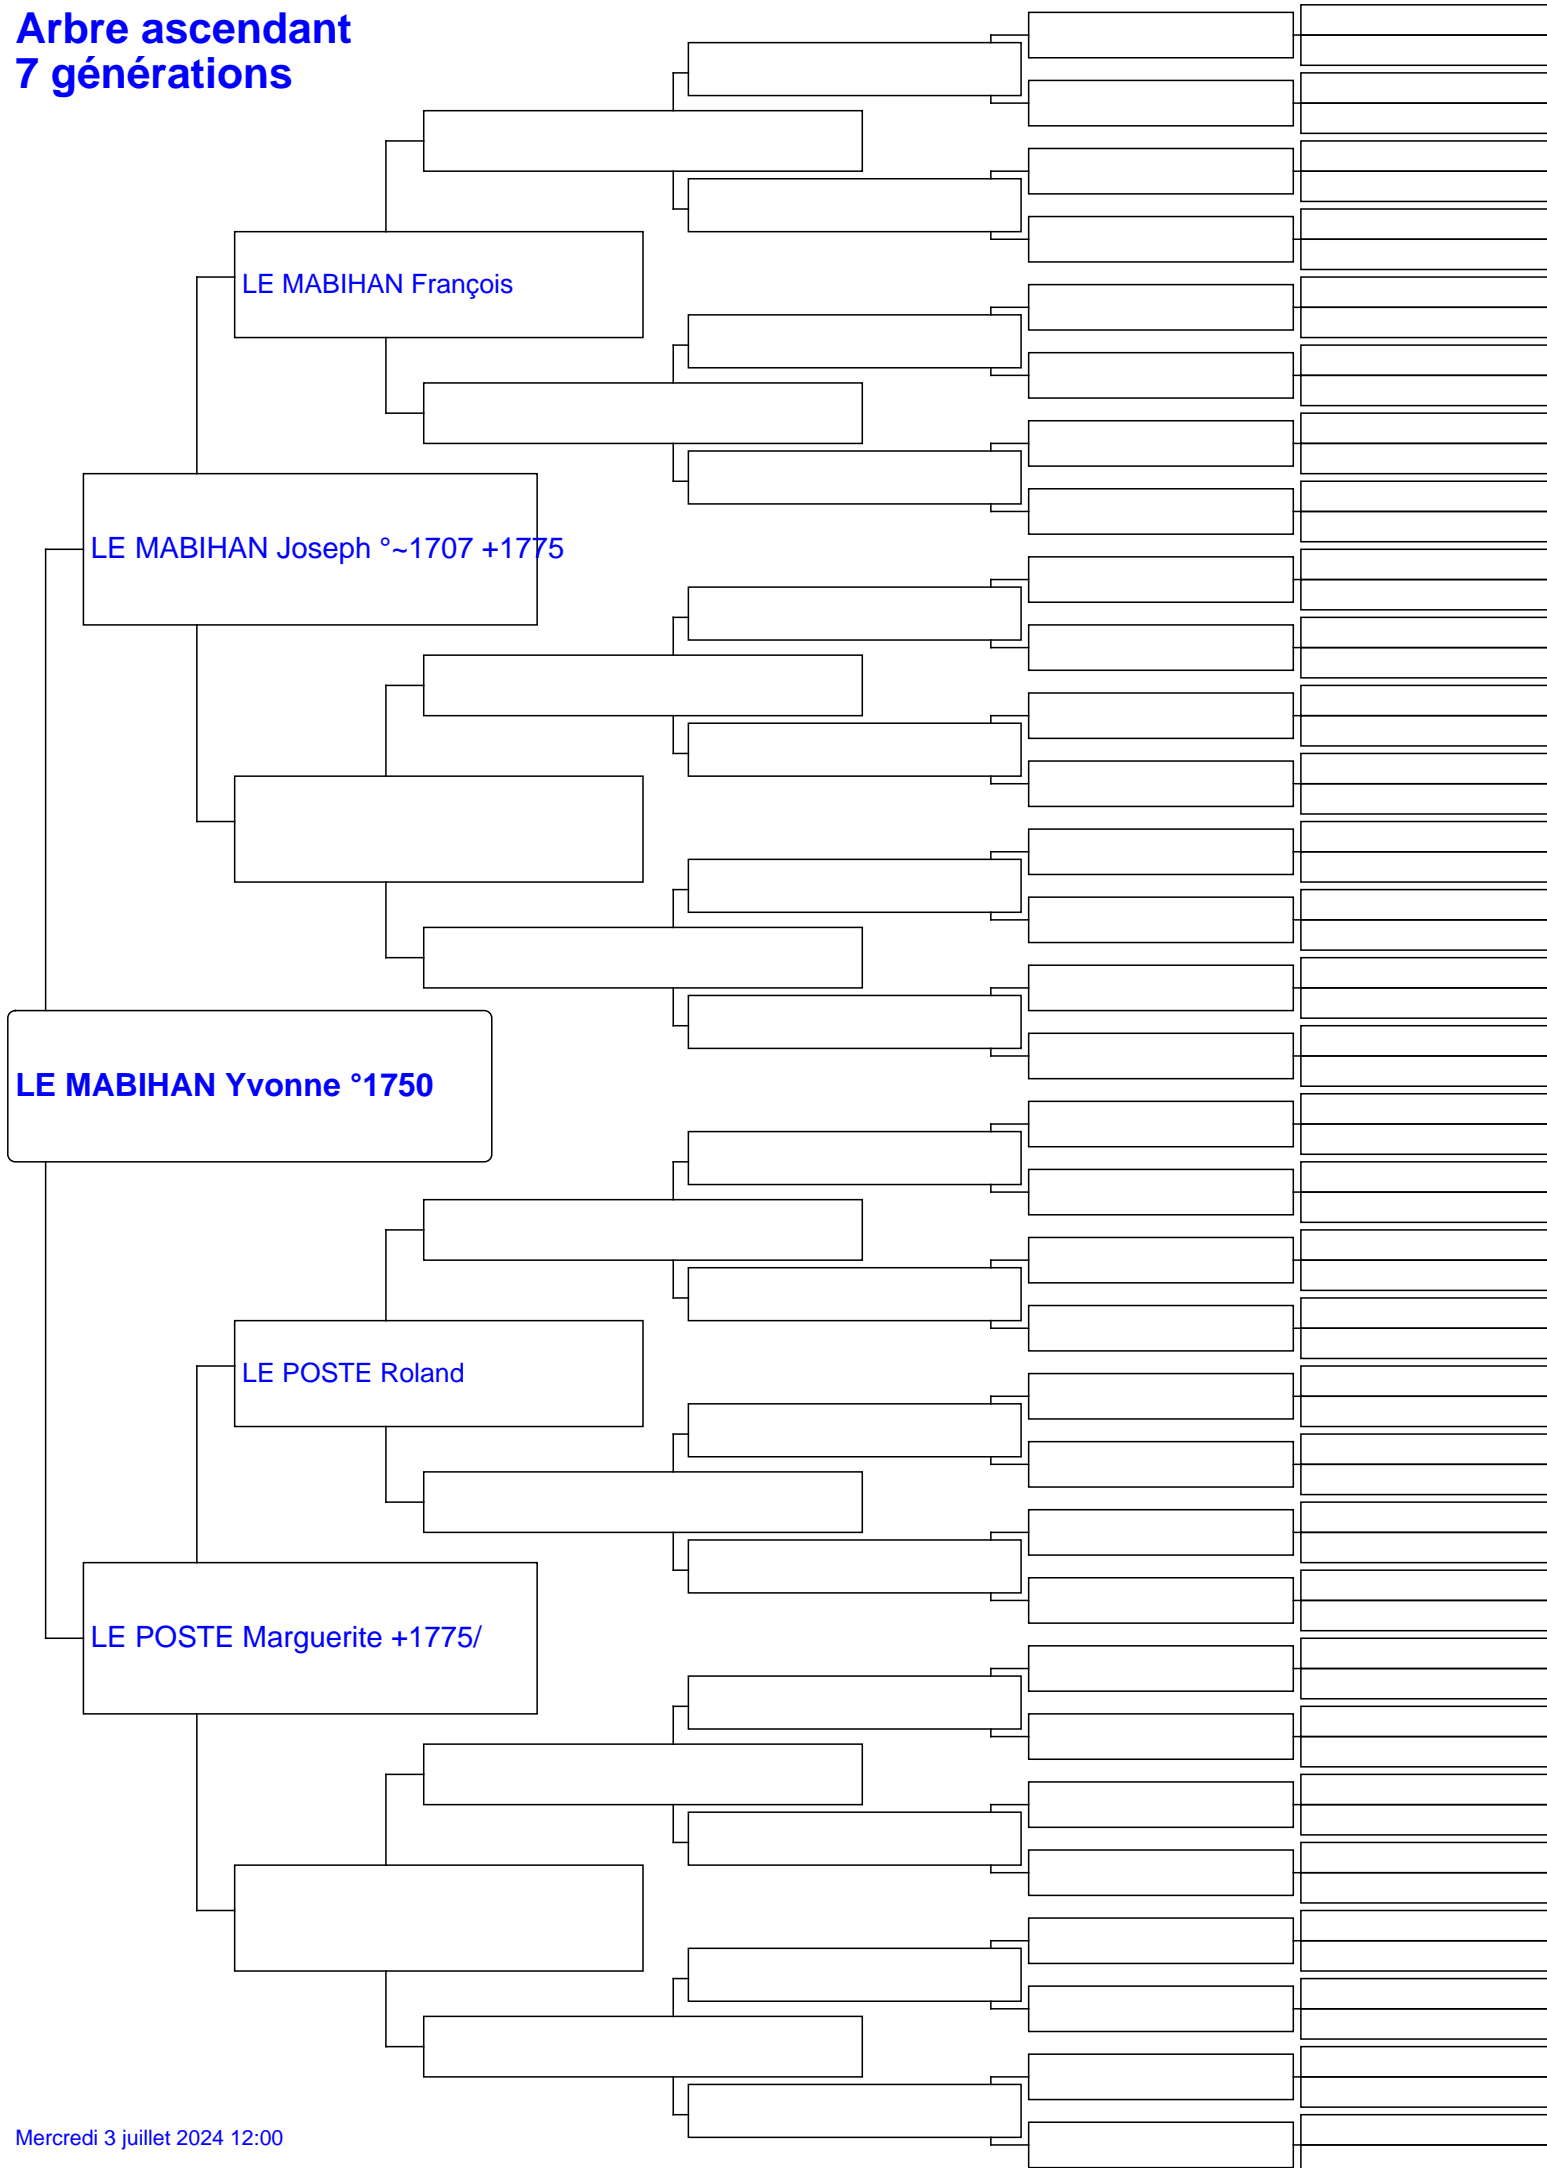 Arbre ascendant
7 générations
LE MABIHAN François
LE MABIHAN Joseph °~1707 +1775
LE MABIHAN Yvonne °1750
LE POSTE Roland
LE POSTE Marguerite +1775/
Mercredi 3 juillet 2024 12:00